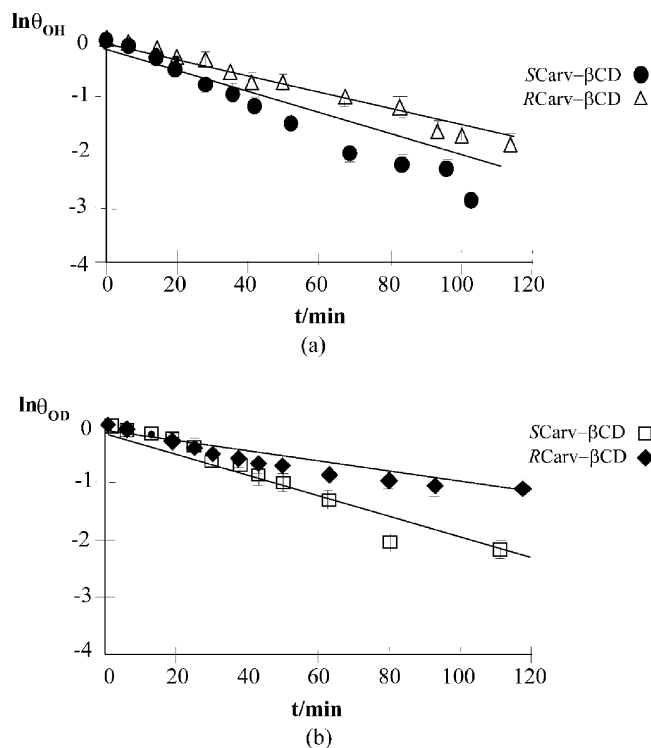 lnθOH
0
-1
-2
-3
-4
SCarv-βCD
RCarv-βCD
0 20 40 60 80 100 120
t/min
(a)
lnθOD
0
-1
-2
-3
-4
SCarv-βCD
RCarv-βCD
0 20 40 60 80 100 120
t/min
(b)